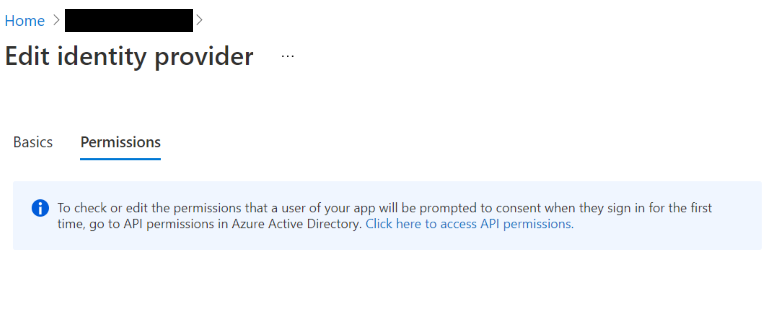 Home
Edit identity provider ...
Basics Permissions
To check or edit the permissions that a user of your app will be prompted to consent when they sign in for the first
time, go to API permissions in Azure Active Directory. Click here to access API permissions.